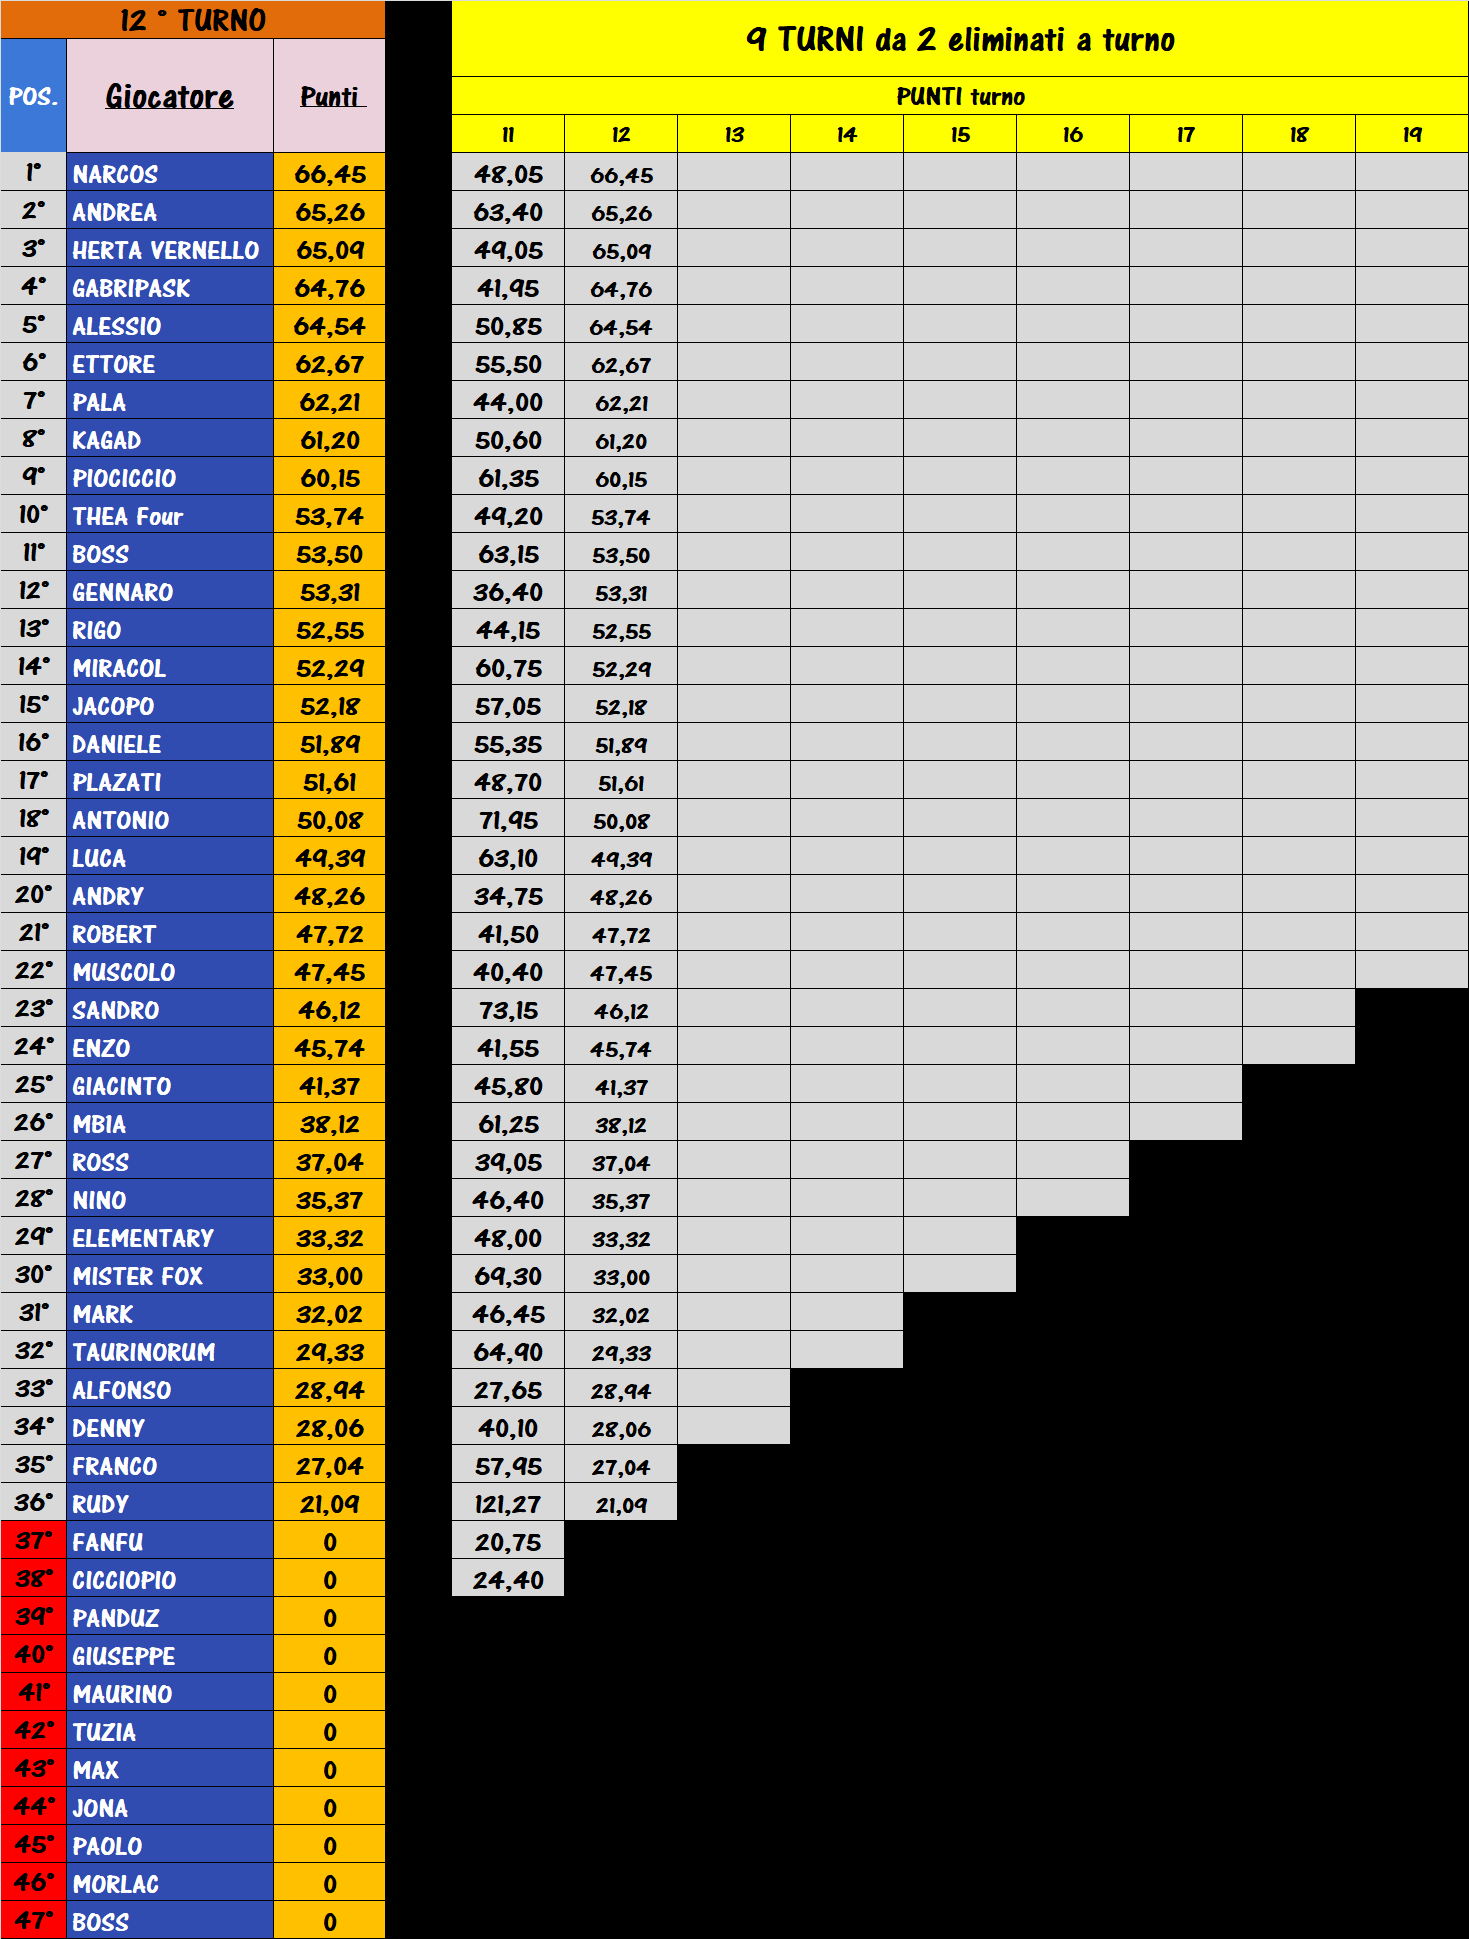 12 ° TURNO
9 TURNI da 2 eliminati a turno
POS. Giocatore Punti
PUNTI turno
11 12 13 14 15 16 17 18 19
1° NARCOS 66,45 48,05 66,45
2° ANDREA 65,26 63,40 65,26
3° HERTA VERNELLO 65,09 49,05 65,09
4° GABRIPASK 64,76 41,95 64,76
5° ALESSIO 64,54 50,85 64,54
6° ETTORE 62,67 55,50 62,67
7° PALA 62,21 44,00 62,21
8° KAGAD 61,20 50,60 61,20
9° PIOCICCIO 60,15 61,35 60,15
10° THEA Four 53,74 49,20 53,74
11° BOSS 53,50 63,15 53,50
12° GENNARO 53,31 36,40 53,31
13° RIGO 52,55 44,15 52,55
14° MIRACOL 52,29 60,75 52,29
15° JACOPO 52,18 57,05 52,18
16° DANIELE 51,89 55,35 51,89
17° PLAZATI 51,61 48,70 51,61
18° ANTONIO 50,08 71,95 50,08
19° LUCA 49,39 63,10 49,39
20° ANDRY 48,26 34,75 48,26
21° ROBERT 47,72 41,50 47,72
22° MUSCOLO 47,45 40,40 47,45
23° SANDRO 46,12 73,15 46,12
24° ENZO 45,74 41,55 45,74
25° GIACINTO 41,37 45,80 41,37
26° MBIA 38,12 61,25 38,12
27° ROSS 37,04 39,05 37,04
28° NINO 35,37 46,40 35,37
29° ELEMENTARY 33,32 48,00 33,32
30° MISTER FOX 33,00 69,30 33,00
31° MARK 32,02 46,45 32,02
32° TAURINORUM 29,33 64,90 29,33
33° ALFONSO 28,94 27,65 28,94
34° DENNY 28,06 40,10 28,06
35° FRANCO 27,04 57,95 27,04
36° RUDY 21,09 121,27 21,09
37° FANFU 0 20,75
38° CICCIOPIO 0 24,40
39° PANDUZ 0
40° GIUSEPPE 0
41° MAURINO 0
42° TUZIA 0
43° MAX 0
44° JONA 0
45° PAOLO 0
46° MORLAC 0
47° BOSS 0